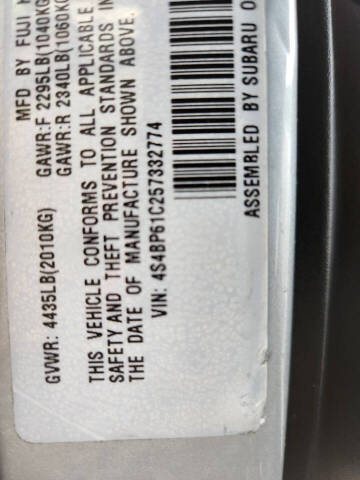 MFD BY FUJI
GVWR: 4435LB(2010KG) GAWR:F 2295LB(1040KG
GAWR:R 2340LB(1060KG
THIS VEHICLE CONFORMS TO ALL APPLICABLE
SAFETY AND THEFT PREVENTION STANDARDS IN
THE DATE OF MANUFACTURE SHOWN ABOVE.
VIN: 4S4BP61C257332774
ASSEMBLED BY SUBARU